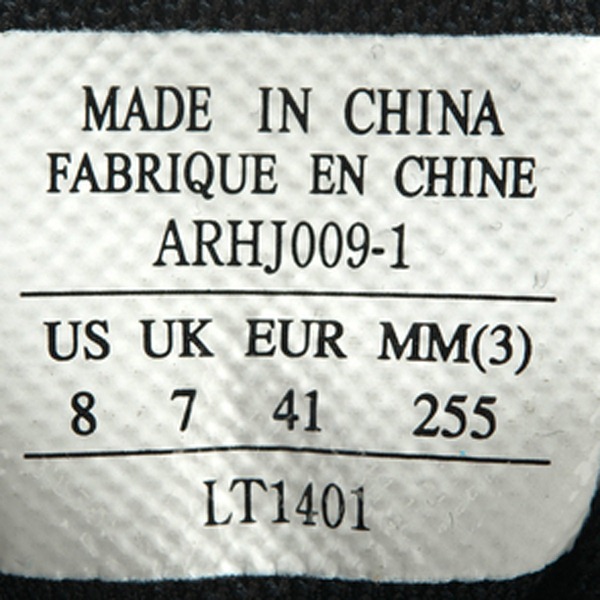 MADE IN CHINA
FABRIQUE EN CHINE
ARHJ009-1
US UK EUR MM(3)
8 7 41 255
LT1401